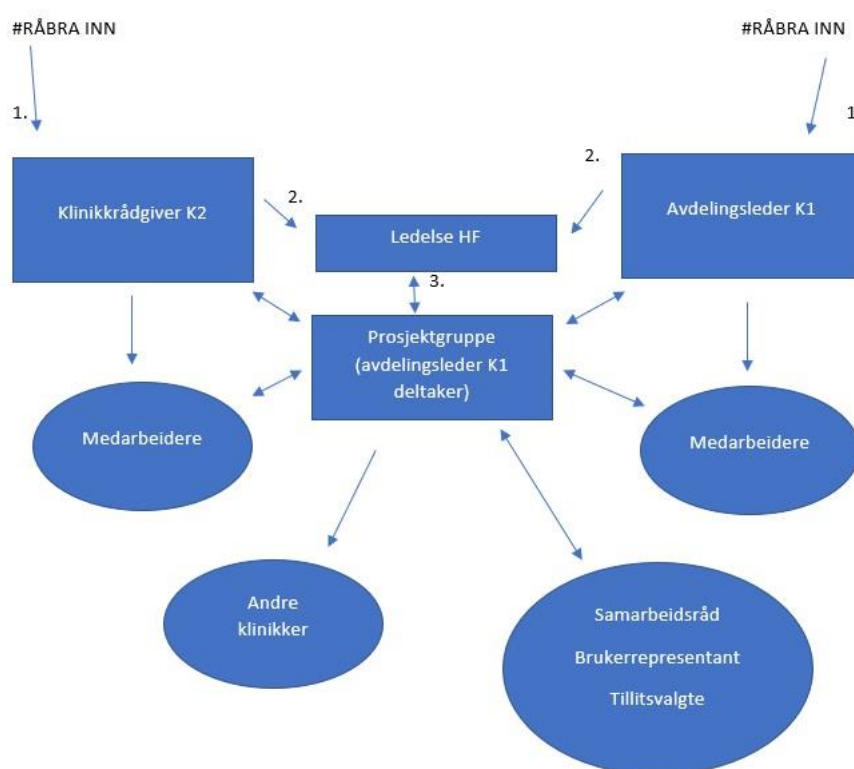 #RÅBRA INN
#RÅBRA INN
1.
1
2.
2.
Klinikkrådgiver K2
Ledelse HF
Avdelingsleder K1
3.
Prosjektgruppe
(avdelingsleder K1
deltaker)
Medarbeidere
Medarbeidere
Andre
klinikker
Samarbeidsråd
Brukerrepresentant
Tillitsvalgte